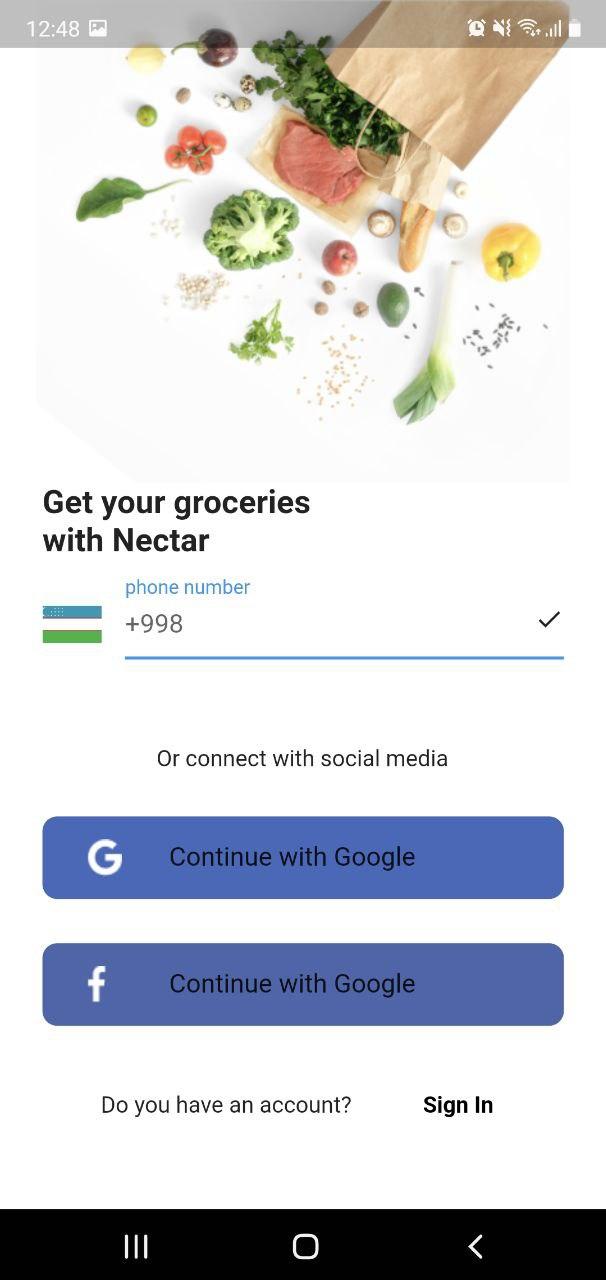 12:48
Get your groceries
with Nectar
phone number
+998
Or connect with social media
Continue with Google
Continue with Google
Do you have an account? Sign In